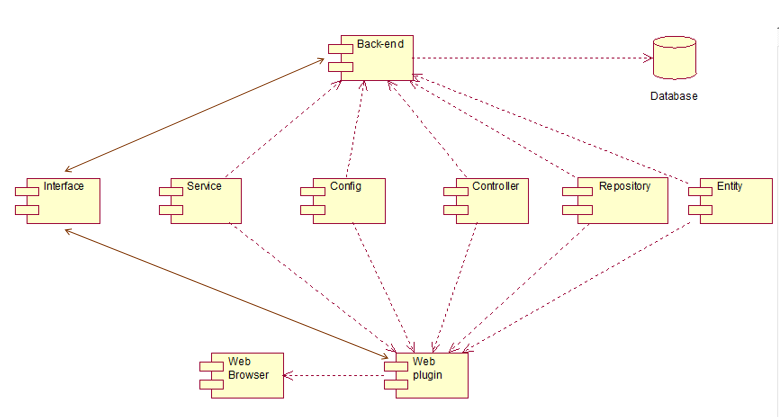 Back-end
Database
Interface
Service
Config
Controller
Repository
Entity
Web
Browser
Web
plugin